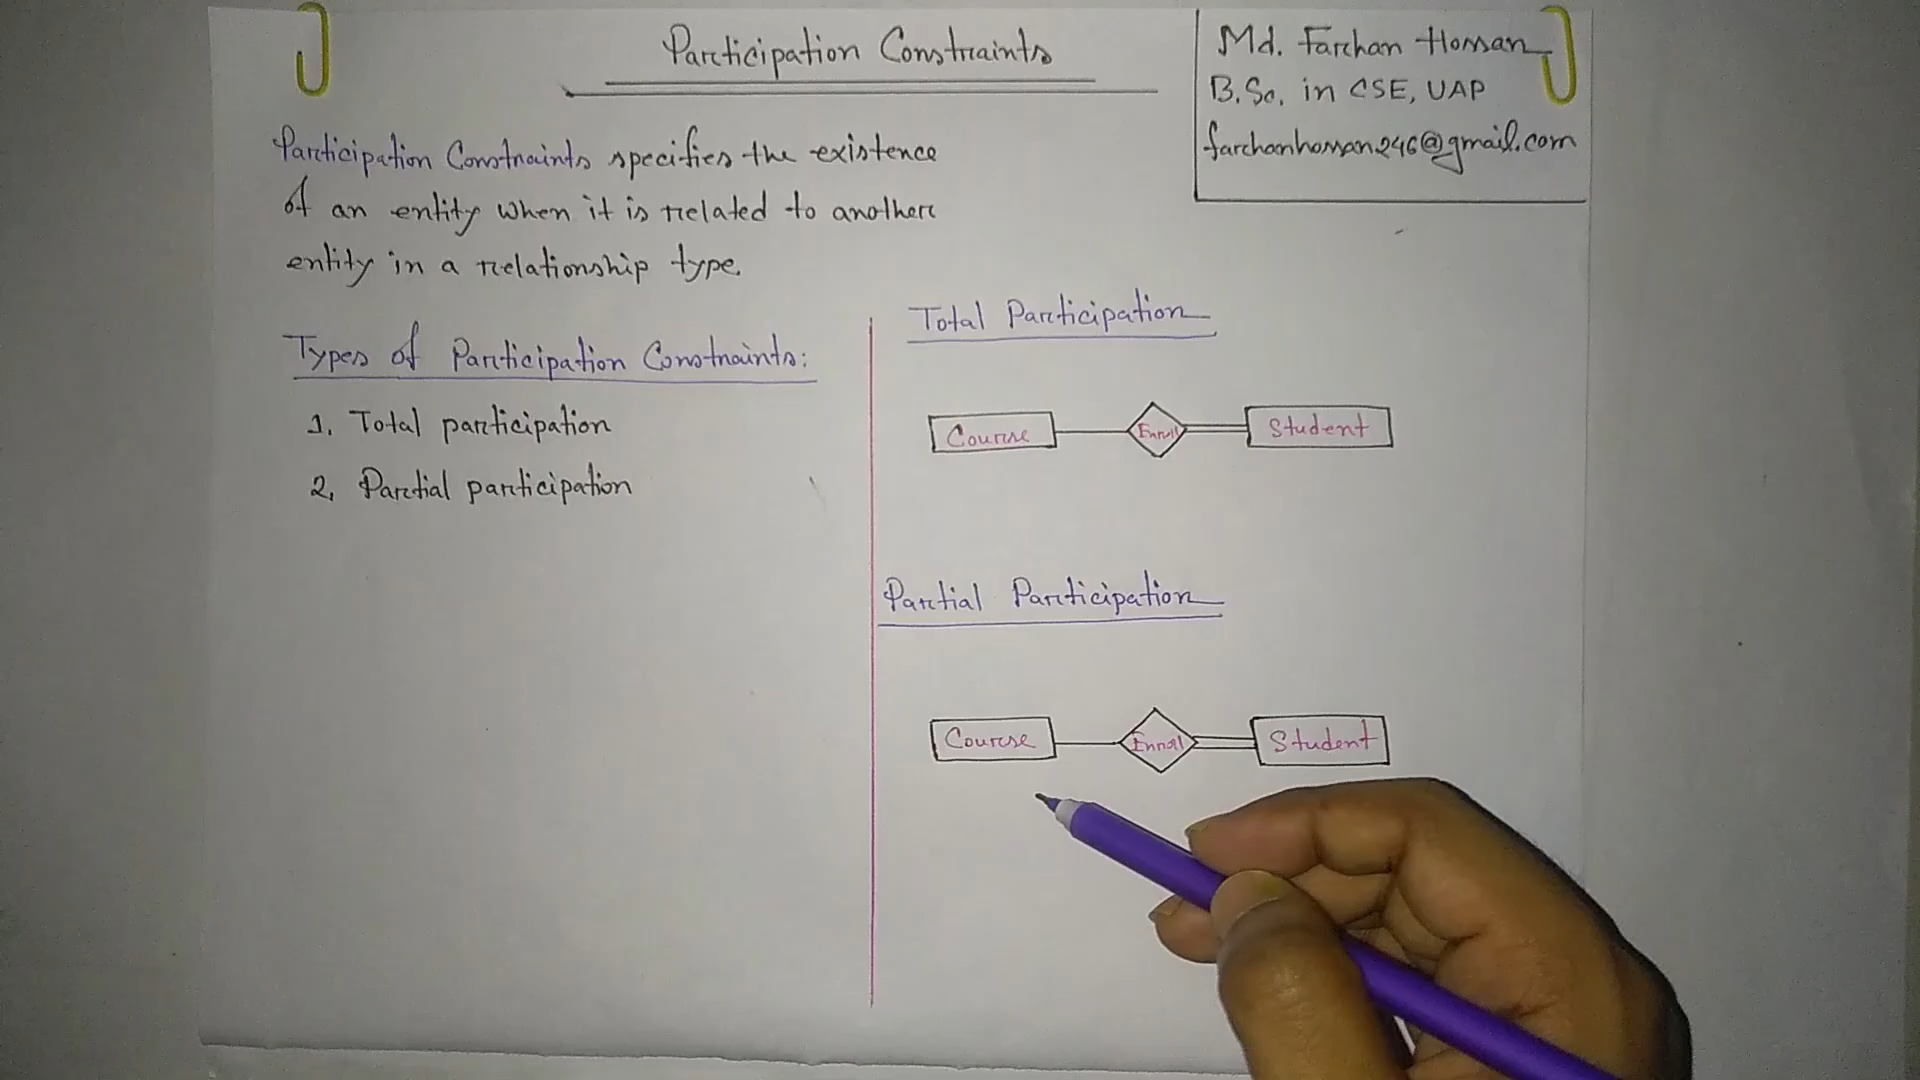 Participation Constraints
Md. Farhan Hossan
B.Sc. in CSE, UAP
farhanhossan246@gmail.com
Participation Constraints specifies the existence
of an entity when it is related to another
entity in a relationship type.
Types of Participation Constraints:
1. Total participation
2. Partial participation
Total Participation
Course
Enroll
Student
Partial Participation
Course
Enroll
Student